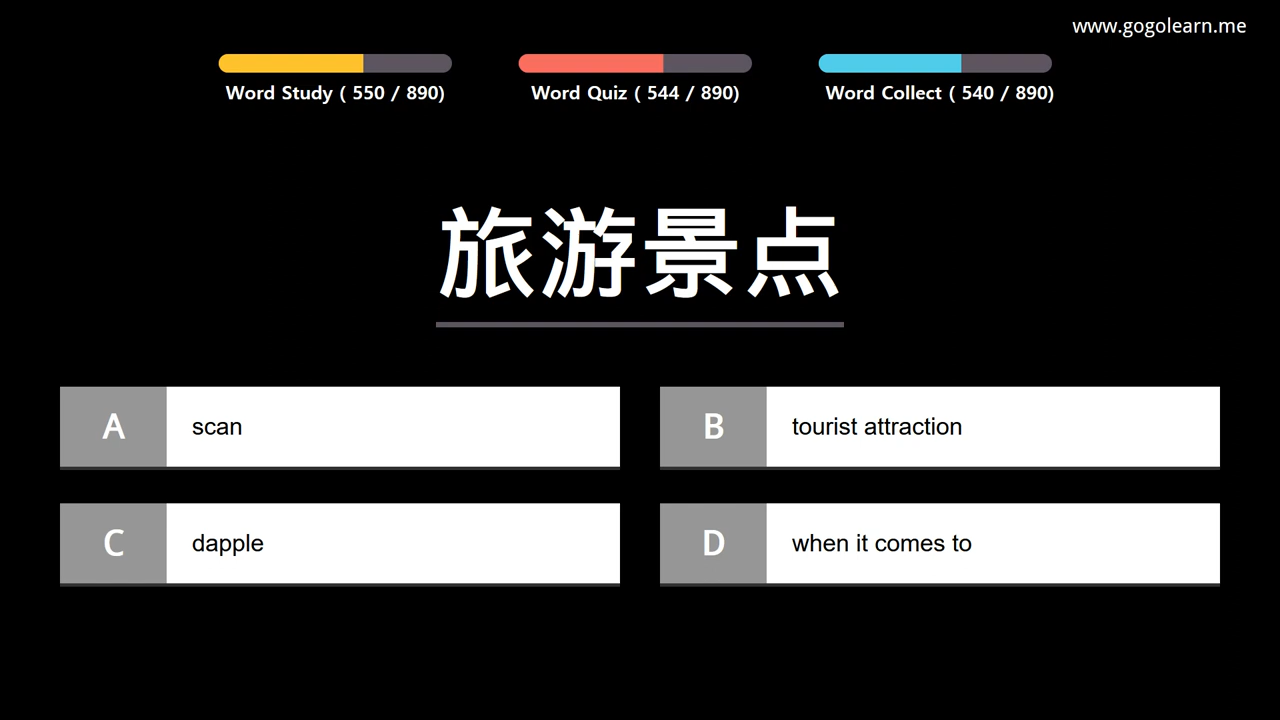 www.gogolearn.me
Word Study ( 550 / 890)
Word Quiz ( 544 / 890)
Word Collect ( 540 / 890)
旅游景点
A
scan
B
tourist attraction
C
dapple
D
when it comes to